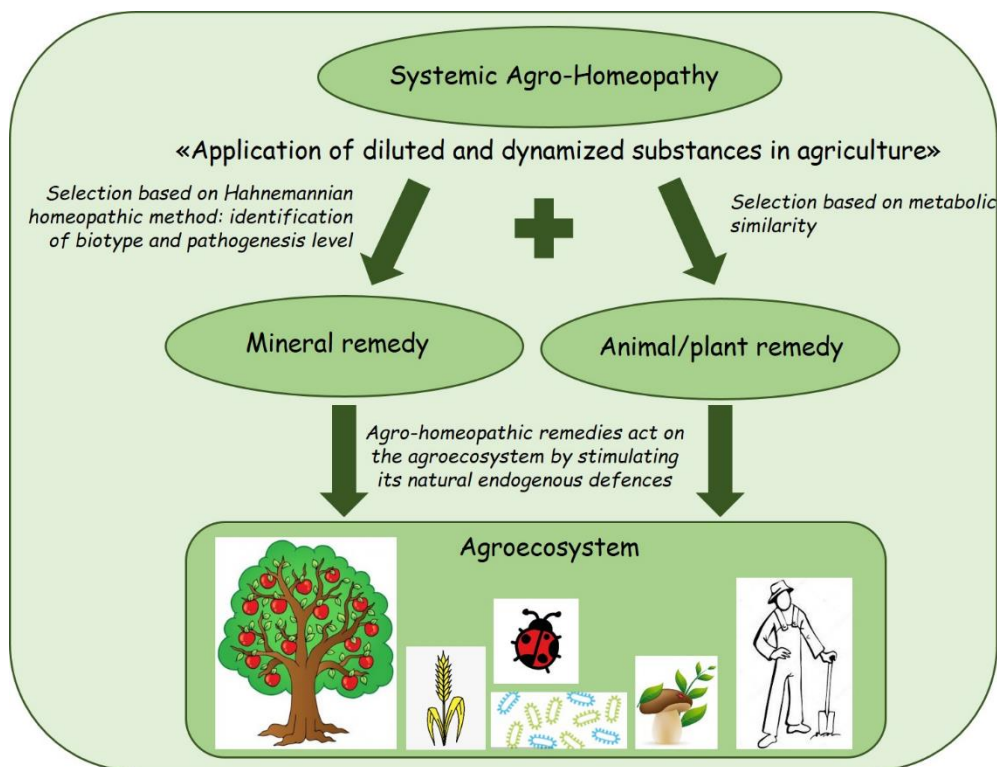 Systemic Agro-Homeopathy
«Application of diluted and dynamized substances in agriculture»
Selection based on Hahnemannian
homeopathic method: identification
of biotype and pathogenesis level
Selection based on metabolic
similarity
Mineral remedy
Animal/plant remedy
Agro-homeopathic remedies act on
the agroecosystem by stimulating
its natural endogenous defences
Agroecosystem